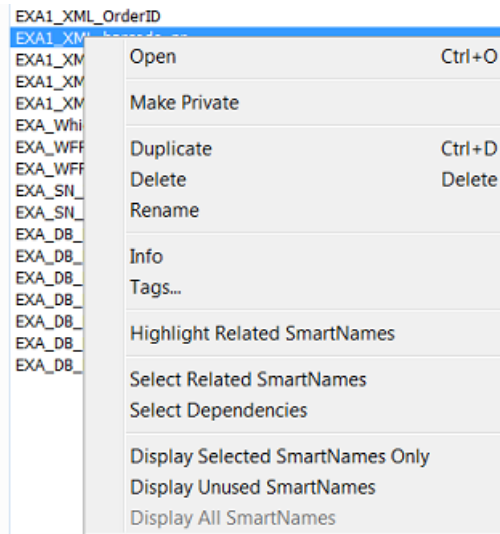 EXA1_XML_OrderID
EXA1_XM
EXA1_XM
EXA1_XM
EXA1_XM
EXA_Whi
EXA_WFF
EXA_WFF
EXA_SN_
EXA_SN_
EXA_DB_
EXA_DB_
EXA_DB_
EXA_DB_
EXA_DB_
EXA_DB_
EXA_DB_
Open Ctrl+O
Make Private
Duplicate Ctrl+D
Delete Delete
Rename
Info
Tags...
Highlight Related SmartNames
Select Related SmartNames
Select Dependencies
Display Selected SmartNames Only
Display Unused SmartNames
Display All SmartNames